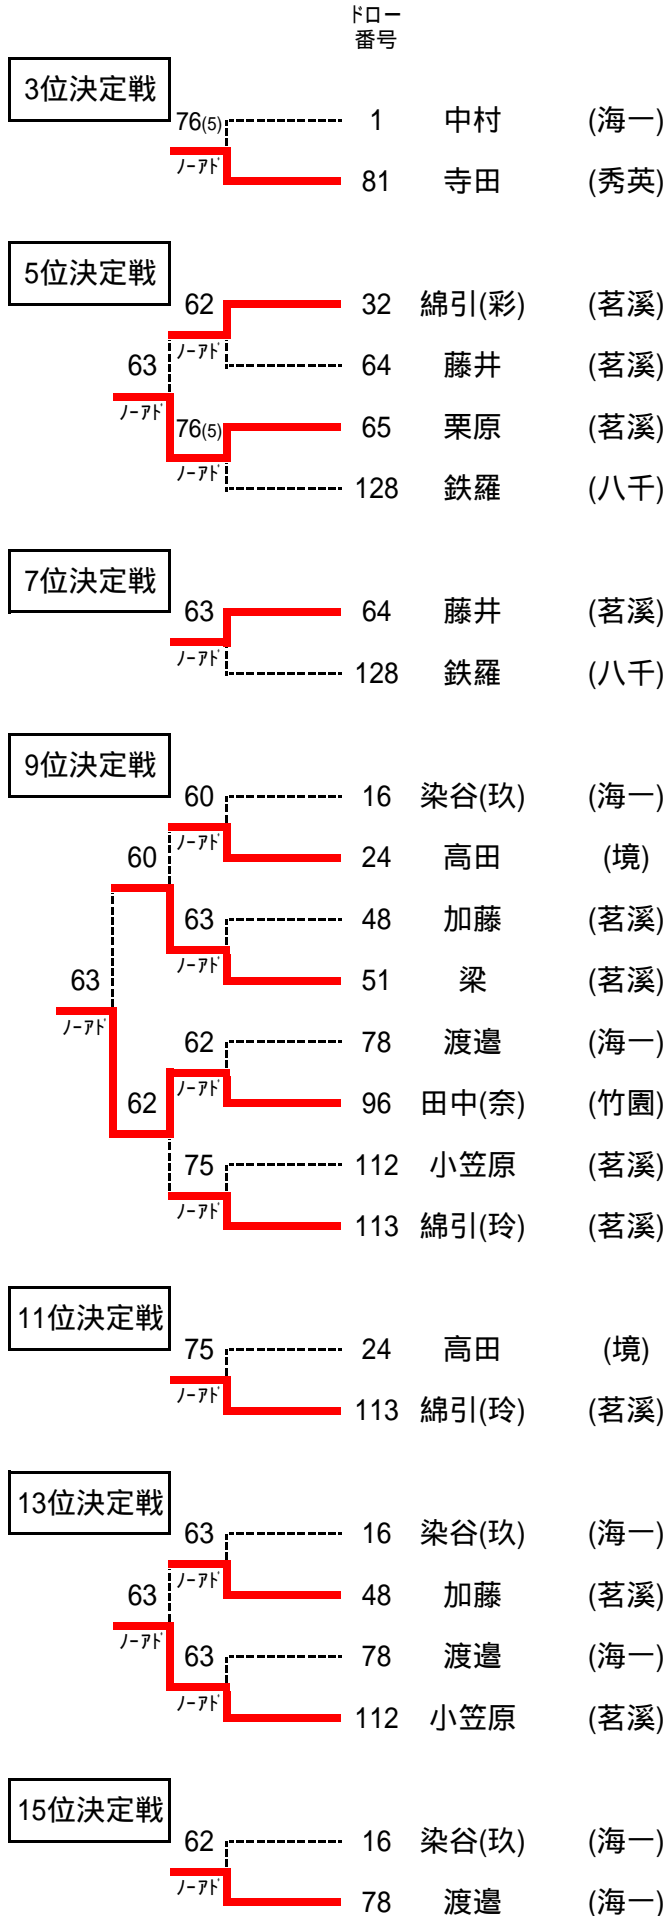 ドロー
番号
3位決定戦
76(5) 1 中村 (海一)
ノーアド 81 寺田 (秀英)
5位決定戦
62 32 綿引(彩) (茗溪)
63 ノーアド 64 藤井 (茗溪)
ノーアド 76(5) 65 栗原 (茗溪)
ノーアド 128 鉄羅 (八千)
7位決定戦
63 64 藤井 (茗溪)
ノーアド 128 鉄羅 (八千)
9位決定戦
60 16 染谷(玖) (海一)
60 ノーアド 24 高田 (境)
63 48 加藤 (茗溪)
63 ノーアド 51 梁 (茗溪)
ノーアド 62 78 渡邉 (海一)
62 ノーアド 96 田中(奈) (竹園)
75 112 小笠原 (茗溪)
ノーアド 113 綿引(玲) (茗溪)
11位決定戦
75 24 高田 (境)
ノーアド 113 綿引(玲) (茗溪)
13位決定戦
63 16 染谷(玖) (海一)
63 ノーアド 48 加藤 (茗溪)
ノーアド 63 78 渡邉 (海一)
ノーアド 112 小笠原 (茗溪)
15位決定戦
62 16 染谷(玖) (海一)
ノーアド 78 渡邉 (海一)